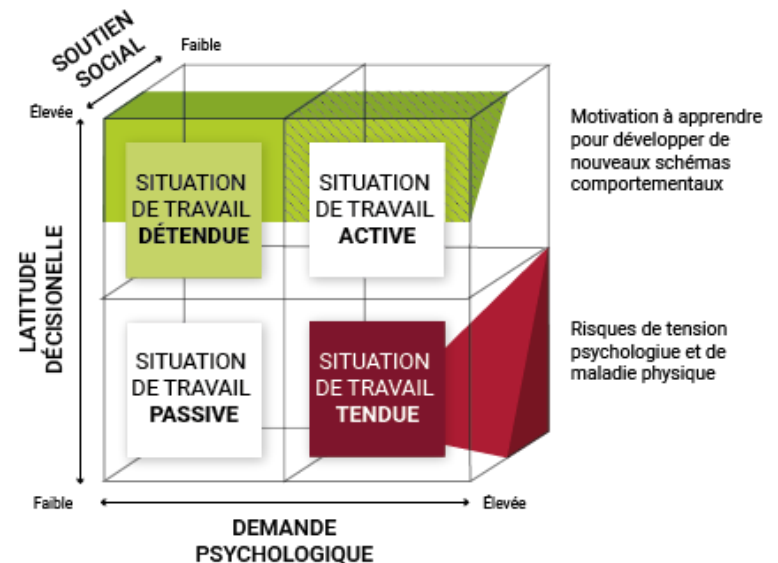 SOUTIEN
SOCIAL
Faible
Élevée
Motivation à apprendre
pour développer de
nouveaux schémas
comportementaux
SITUATION
DE TRAVAIL
DÉTENDUE
SITUATION
DE TRAVAIL
ACTIVE
LATITUDE
DÉCISIONELLE
SITUATION
DE TRAVAIL
PASSIVE
SITUATION
DE TRAVAIL
TENDUE
Risques de tension
psychologiue et de
maladie physique
Faible
Élevée
DEMANDE
PSYCHOLOGIQUE